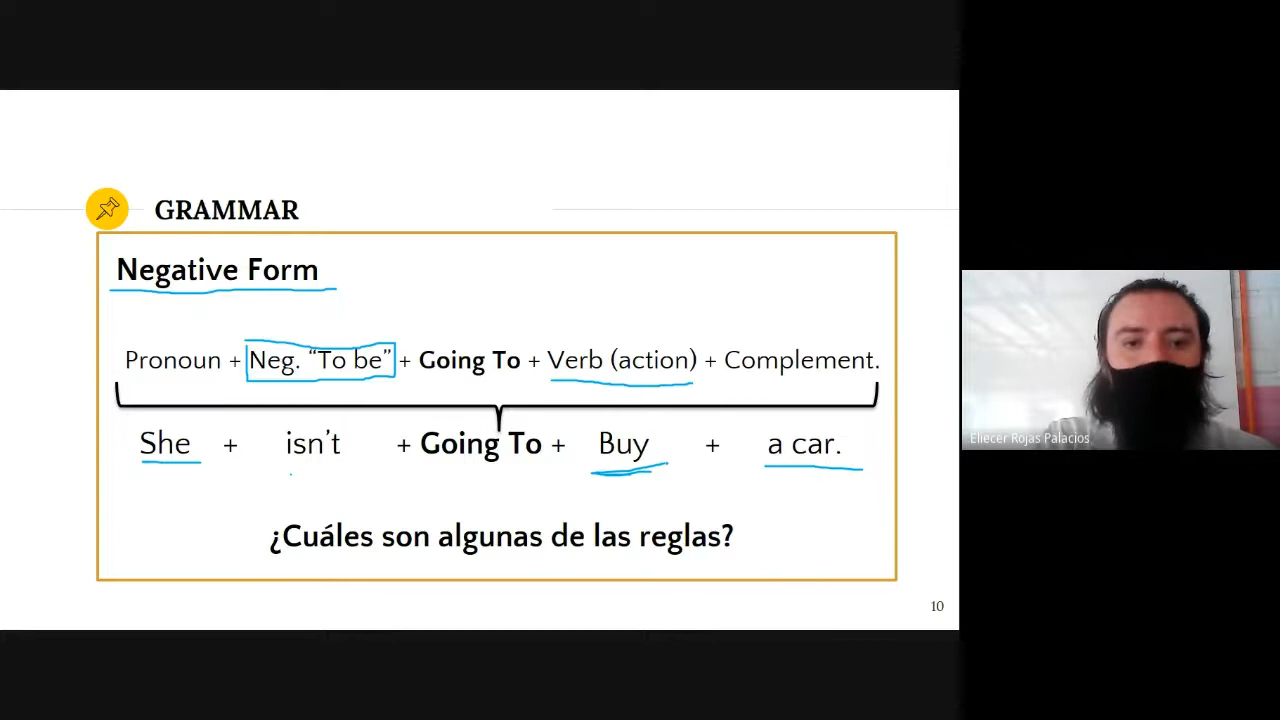 GRAMMAR
Negative Form
Pronoun + Neg. “To be” + Going To + Verb (action) + Complement.
She + isn’t + Going To + Buy + a car.
¿Cuáles son algunas de las reglas?
10
Eliecer Rojas Palacios